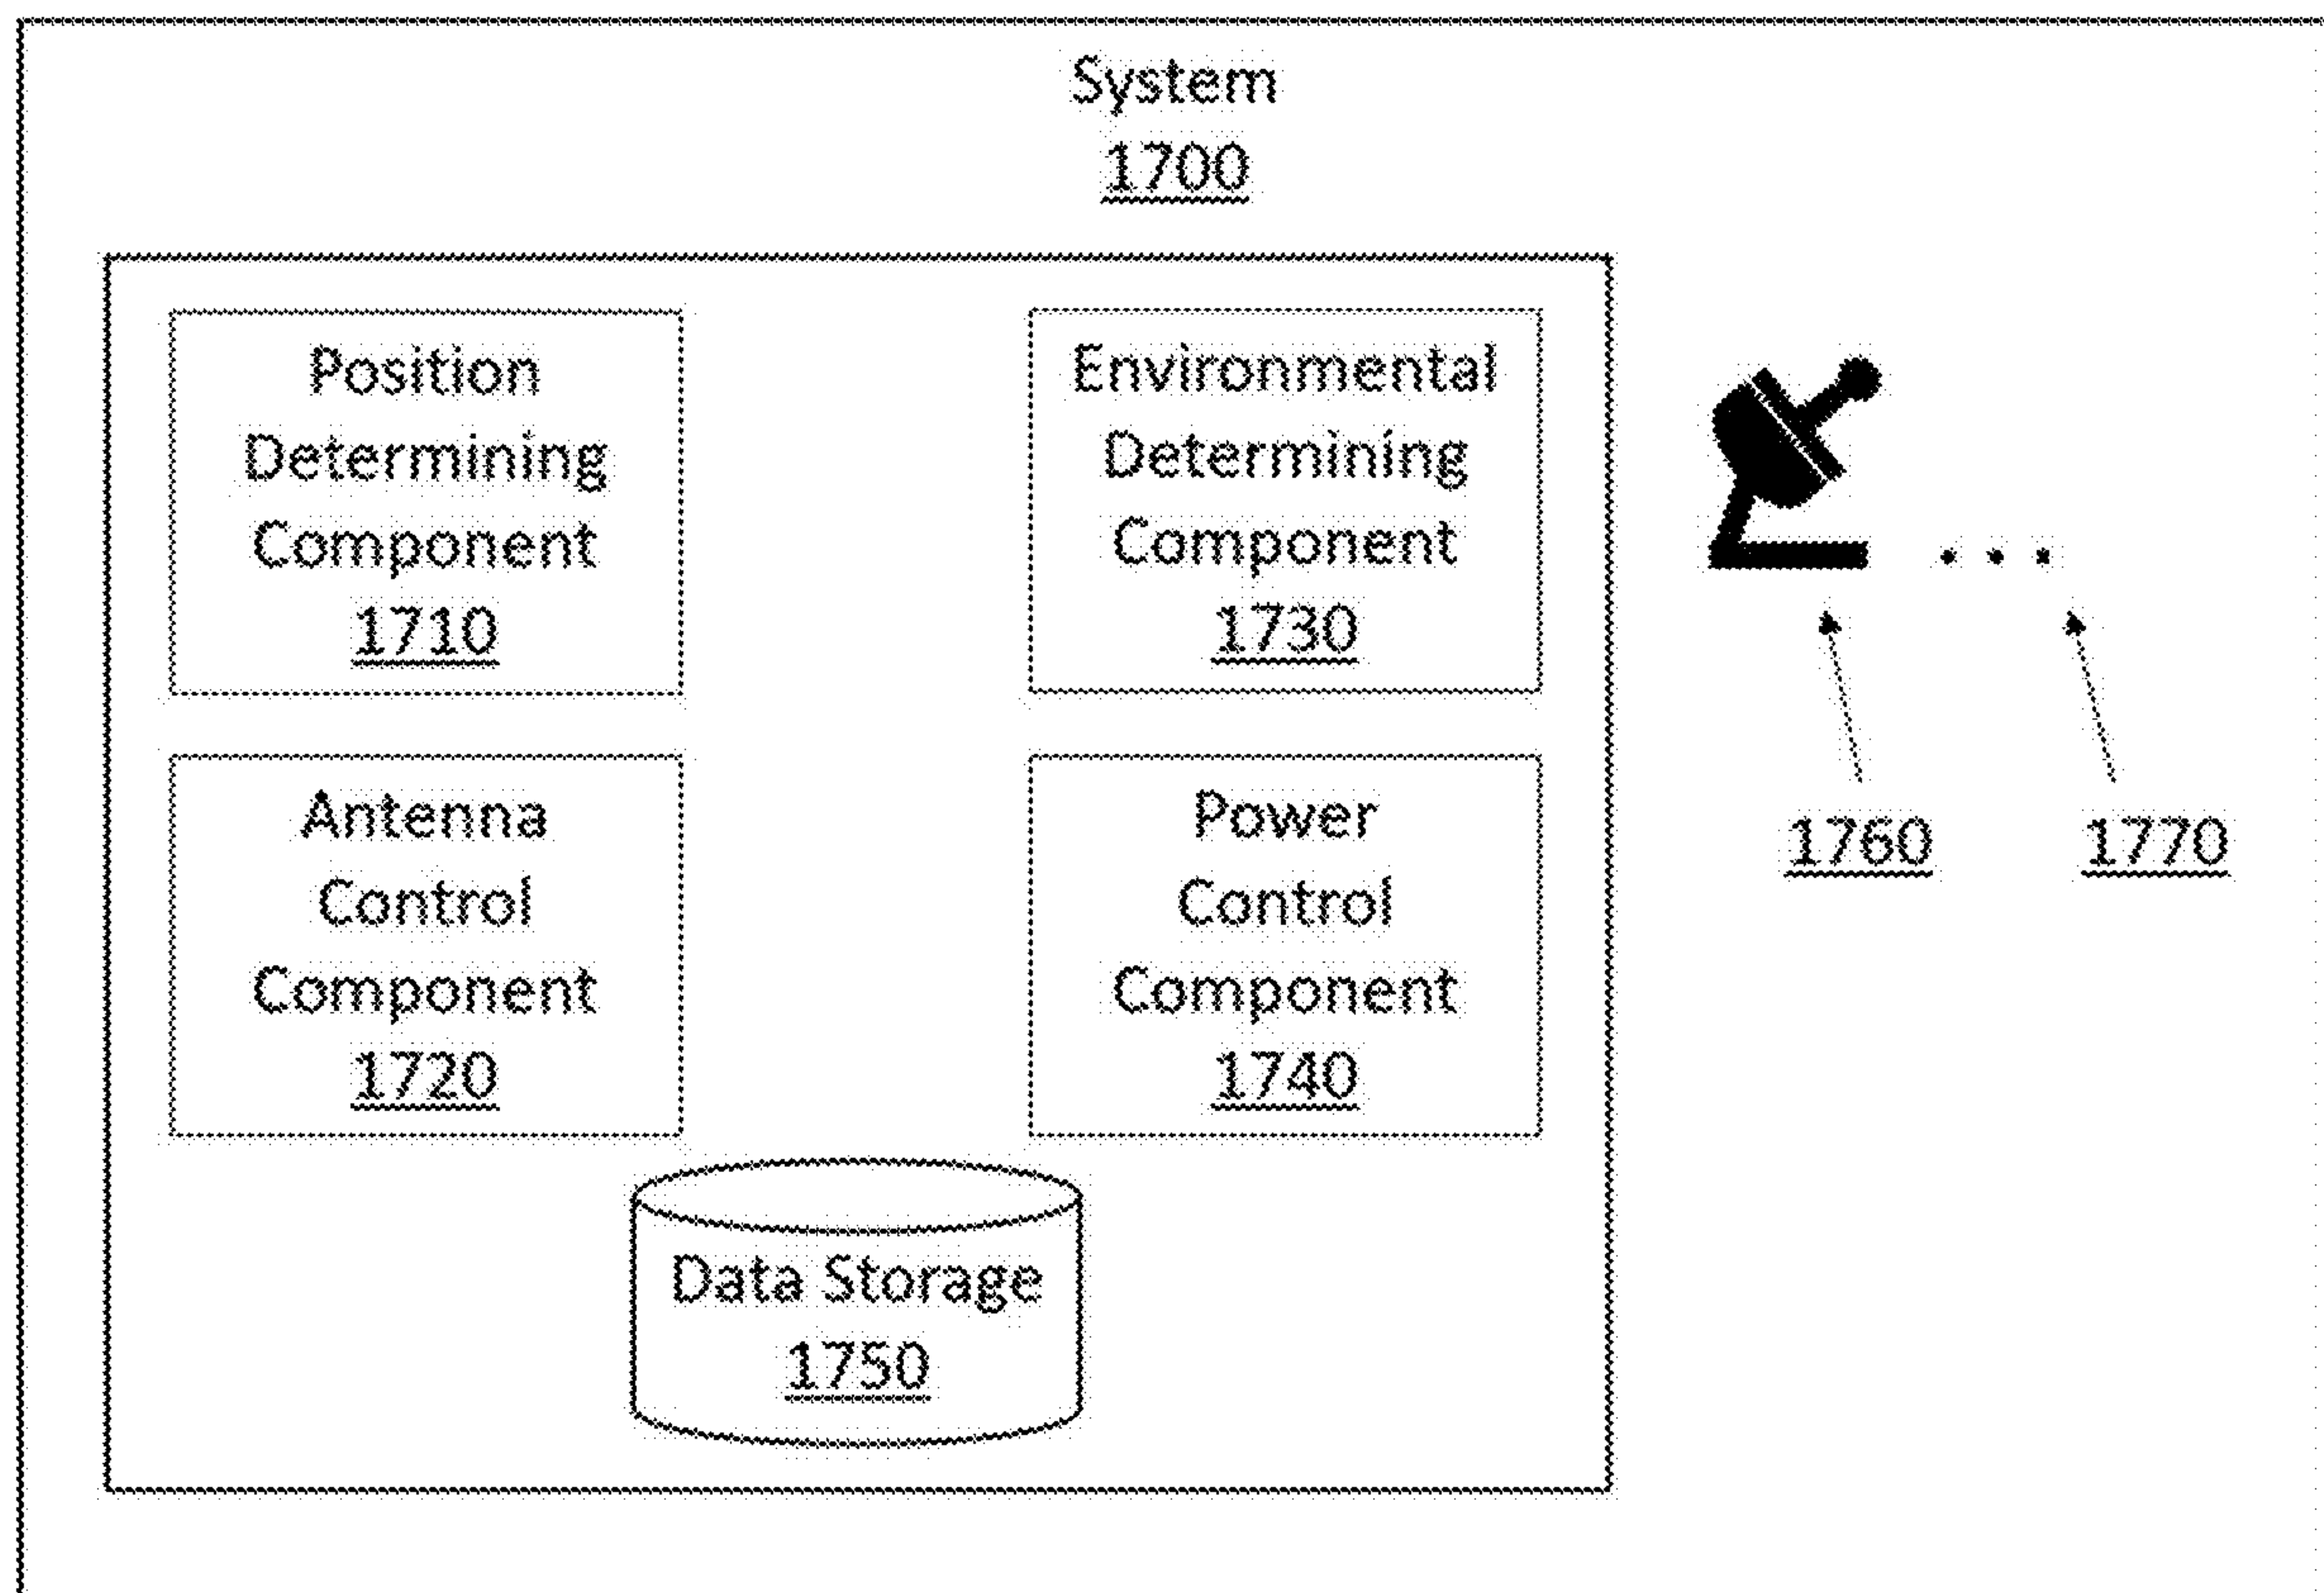 System
1700
Position
Determining
Component
1710
Environmental
Determining
Component
1730
Antenna
Control
Component
1720
Power
Control
Component
1740
1760
1770
Data Storage
1750